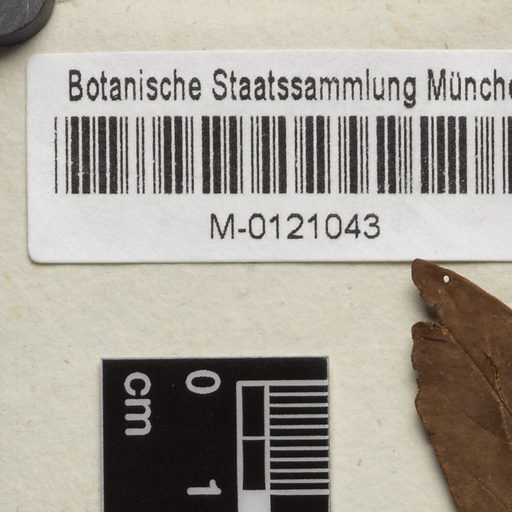 Botanische Staatssammlung Münche
M-0121043
cm
0
1